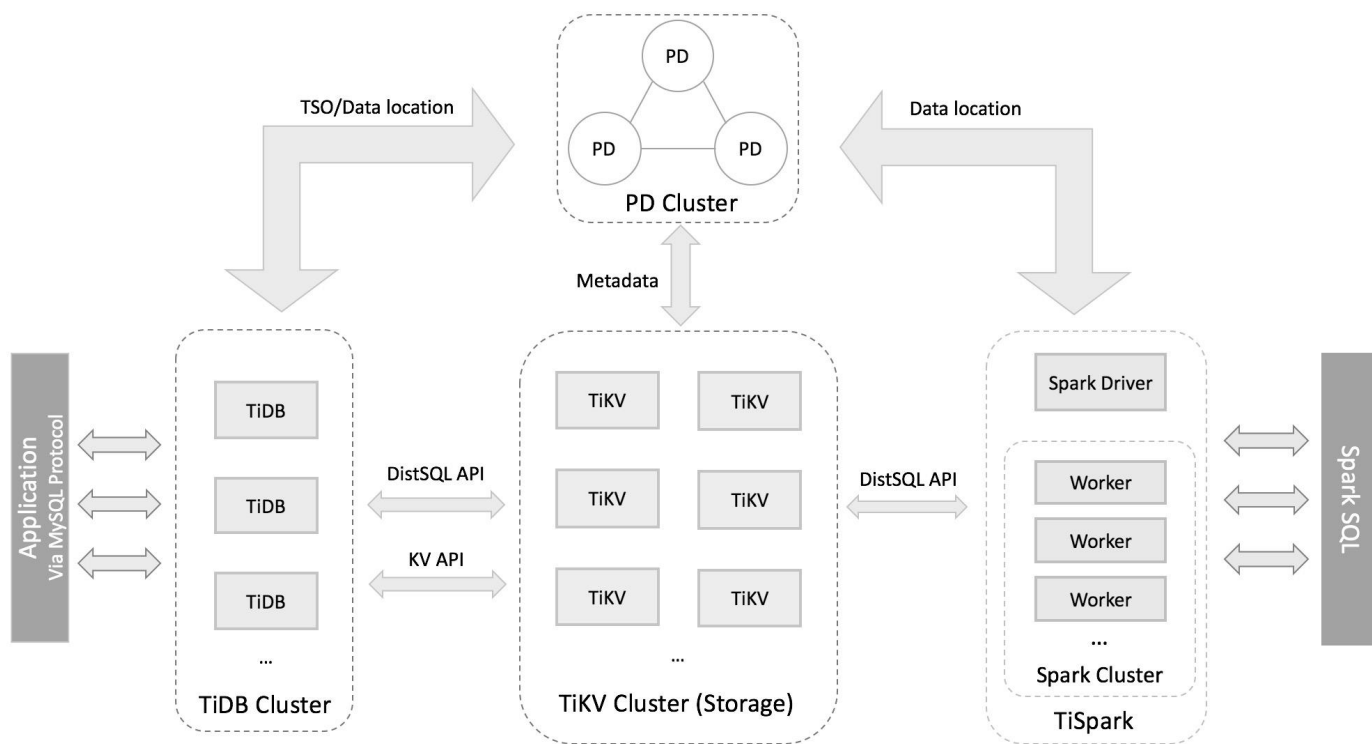 PD
TSO/Data location
Data location
PD
PD
PD Cluster
Metadata
Application
Via MySQL Protocol
TiDB
TiDB
TiDB
...
TiDB Cluster
DistSQL API
KV API
TiKV
TiKV
TiKV
TiKV
TiKV
TiKV
...
TiKV Cluster (Storage)
DistSQL API
Spark Driver
Worker
Worker
Worker
...
Spark Cluster
TiSpark
Spark SQL